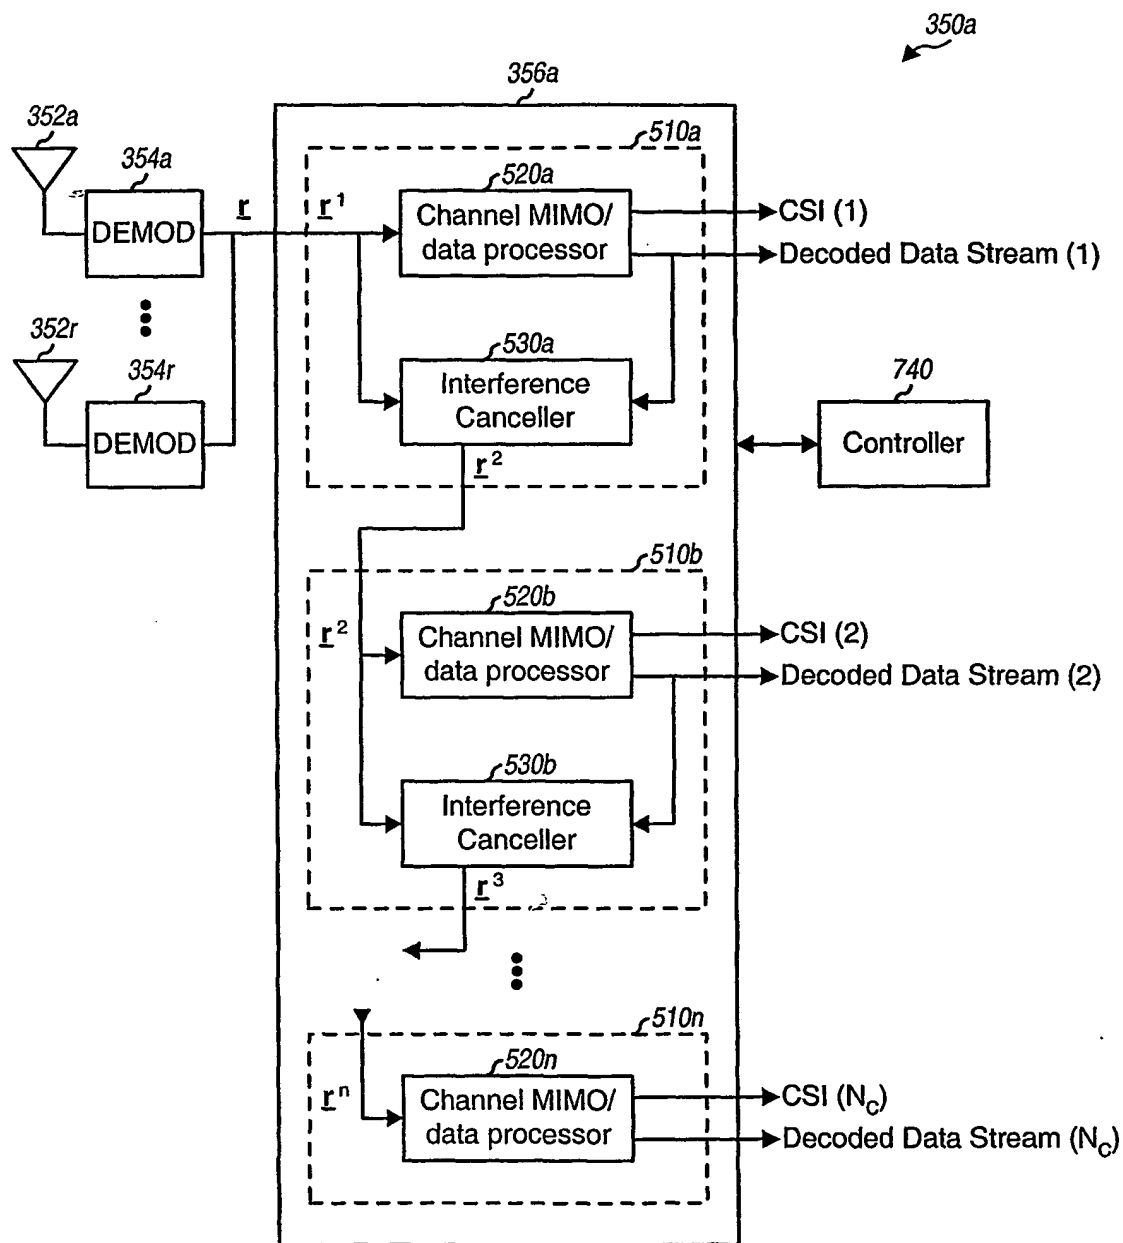 350a
356a
352a
354a
DEMOD
r
r1
510a
520a
Channel MIMO/
data processor
CSI (1)
Decoded Data Stream (1)
352r
354r
DEMOD
530a
Interference
Canceller
r2
740
Controller
510b
r2
520b
Channel MIMO/
data processor
CSI (2)
Decoded Data Stream (2)
530b
Interference
Canceller
r3
510n
rn
520n
Channel MIMO/
data processor
CSI (Nc)
Decoded Data Stream (Nc)